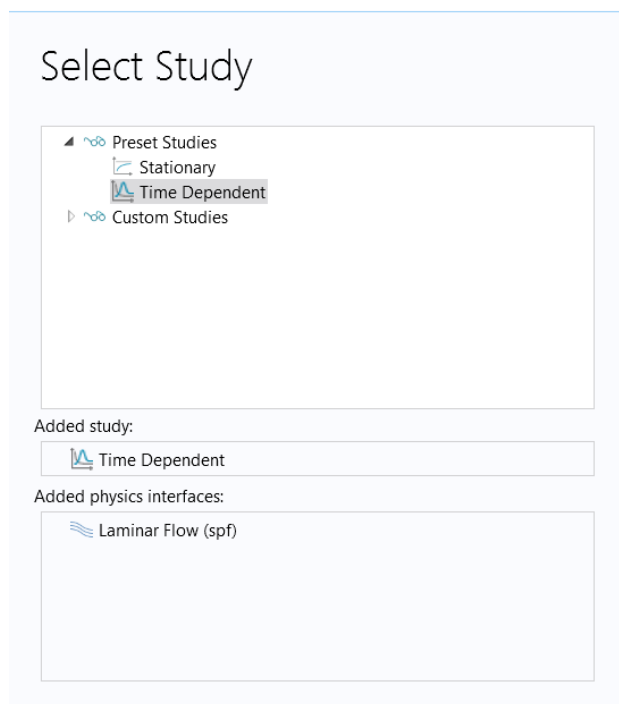 Select Study
Preset Studies
Stationary
Time Dependent
Custom Studies
Added study:
Time Dependent
Added physics interfaces:
Laminar Flow (spf)